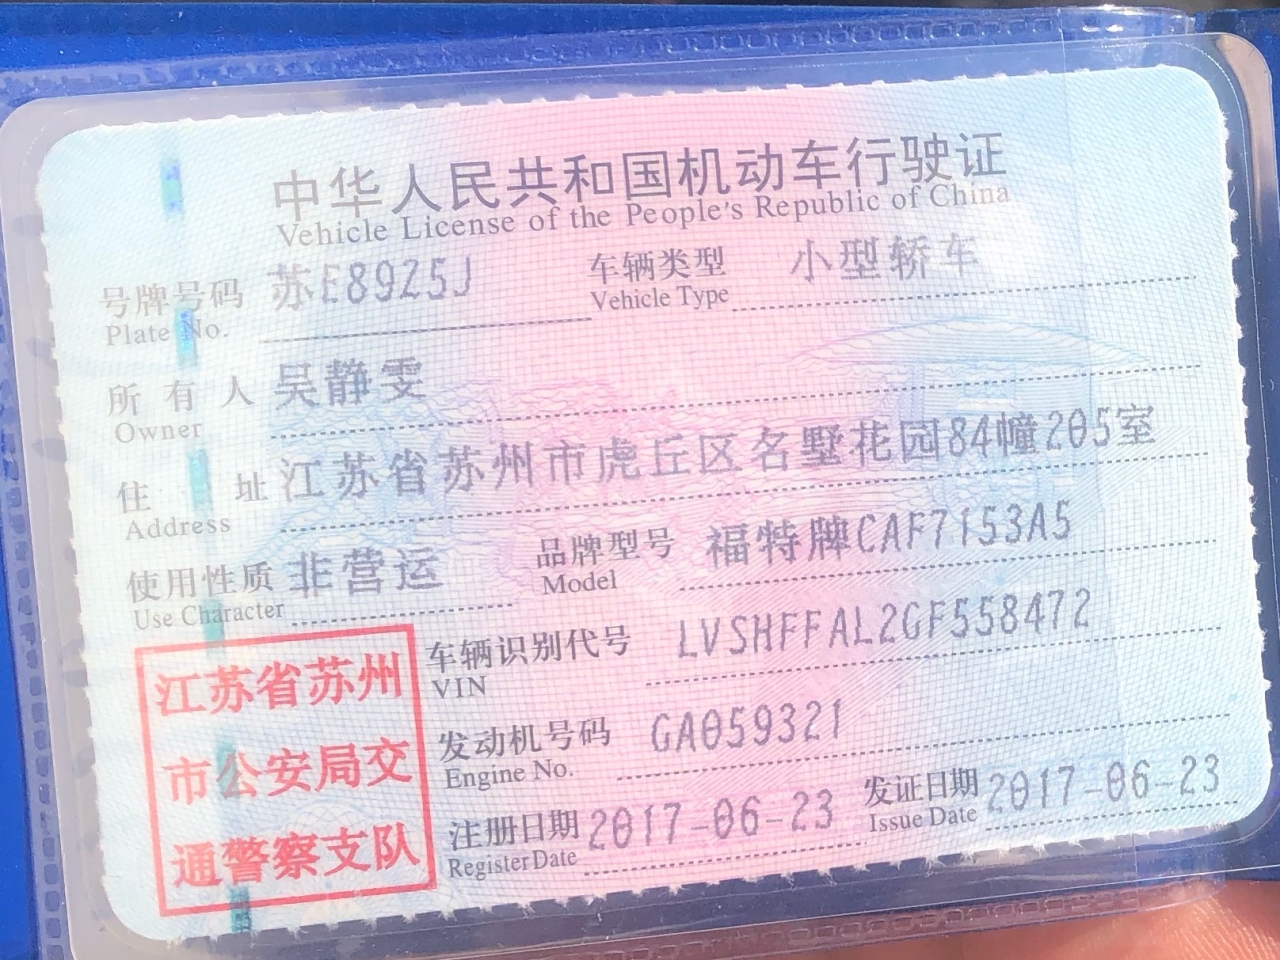 中华人民共和国机动车行驶证
Vehicle License of the People's Republic of China
号牌号码 苏E8925J 车辆类型 小型轿车
Plate No. Vehicle Type
所有人 吴静雯
Owner
住址 江苏省苏州市虎丘区名墅花园84幢205室
Address
使用性质 非营运 品牌型号 福特牌CAF7153A5
Use Character Model
车辆识别代号 LVSHFFAL2GF558472
VIN
发动机号码 GA059321
Engine No.
注册日期 2017-06-23 发证日期 2017-06-23
Register Date Issue Date
江苏省苏州
市公安局交
通警察支队